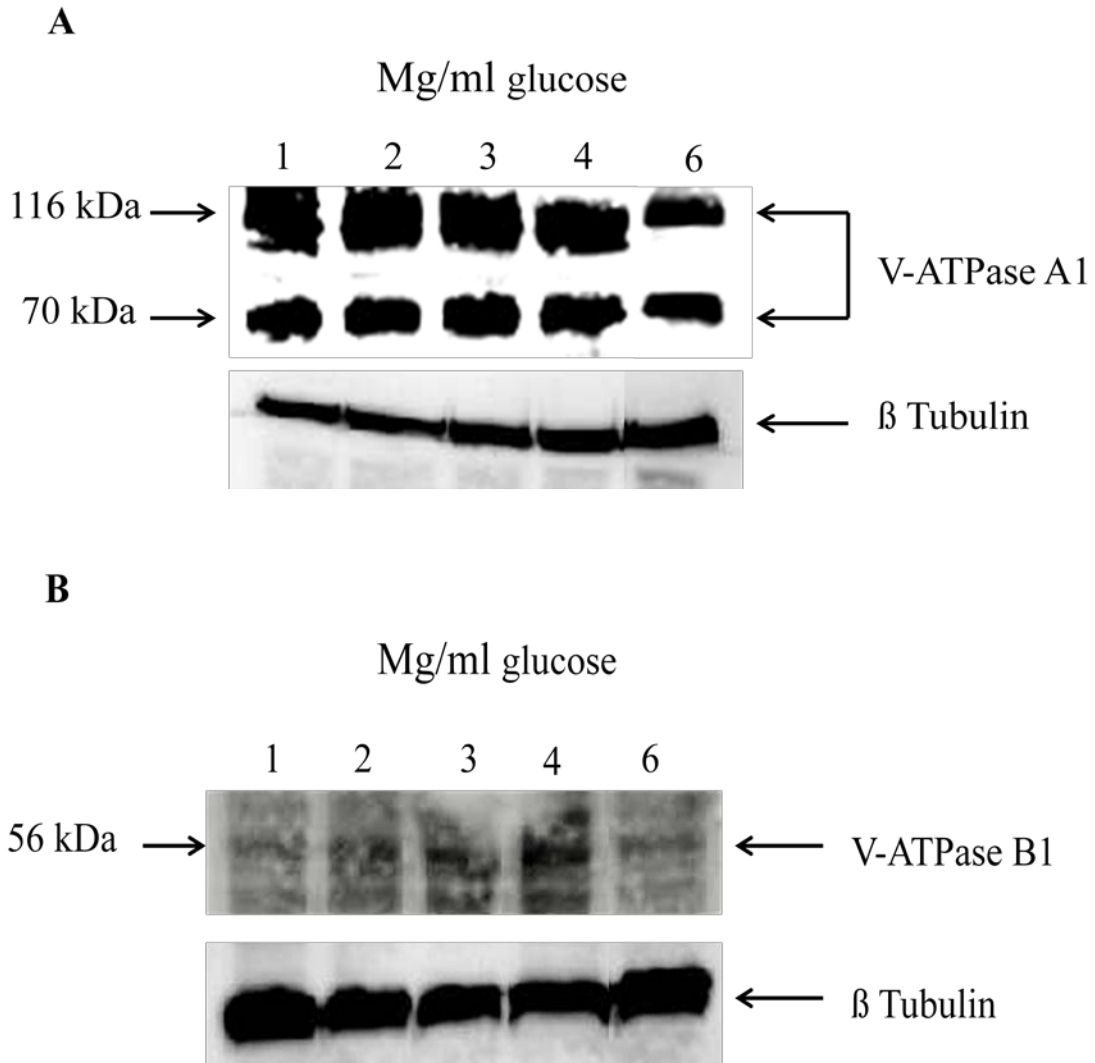 A
Mg/ml glucose
1 2 3 4 6
116 kDa
V-ATPase A1
70 kDa
ß Tubulin
B
Mg/ml glucose
1 2 3 4 6
56 kDa
V-ATPase B1
ß Tubulin